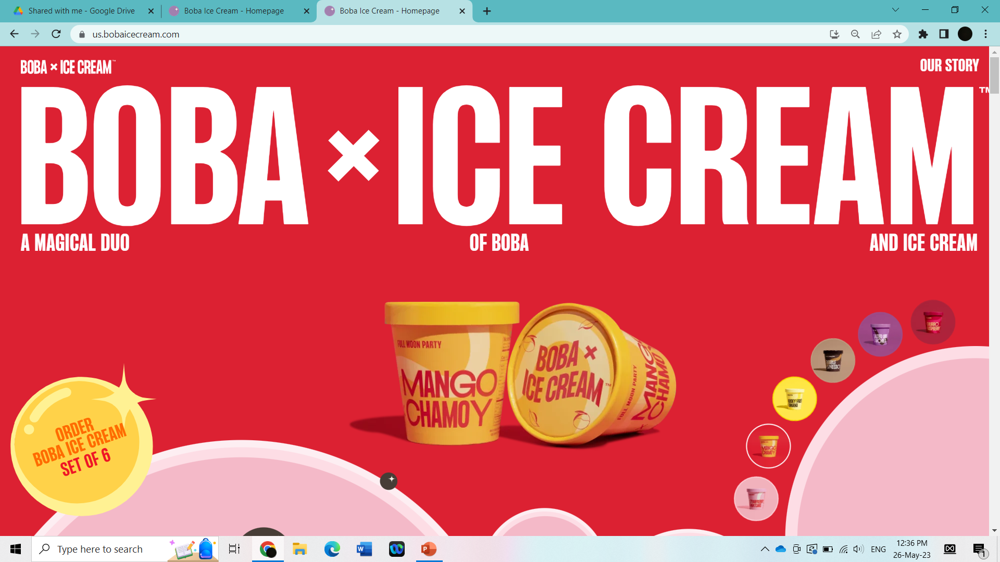 Shared with me - Google Drive
Boba Ice Cream - Homepage
Boba Ice Cream - Homepage
us.bobaicecream.com
BOBA × ICE CREAM™
OUR STORY
BOBA × ICE CREAM™
A MAGICAL DUO
OF BOBA
AND ICE CREAM
FULL MOON PARTY
MANGO
CHAMOY
BOBA ×
ICE CREAM™
FULL MOON PARTY
MANGO
CHAMOY
ORDER
BOBA ICE CREAM
SET OF 6
MANGO
CHAMOY
Type here to search
ENG
12:36 PM
26-May-23
1